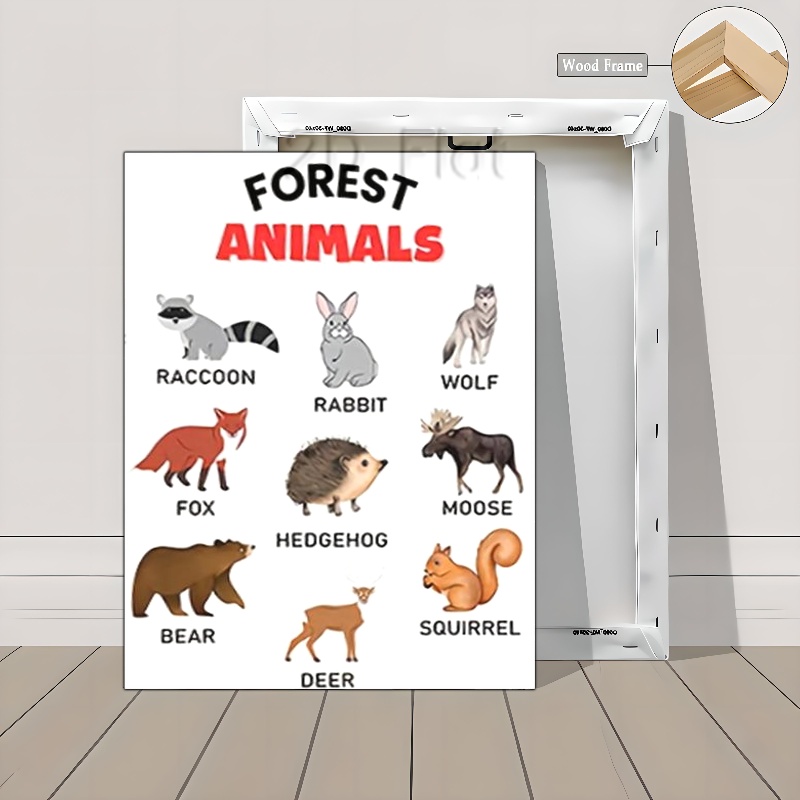 Wood Frame
2D Flat
FOREST
ANIMALS
RACCOON
RABBIT
WOLF
FOX
HEDGEHOG
MOOSE
BEAR
DEER
SQUIRREL